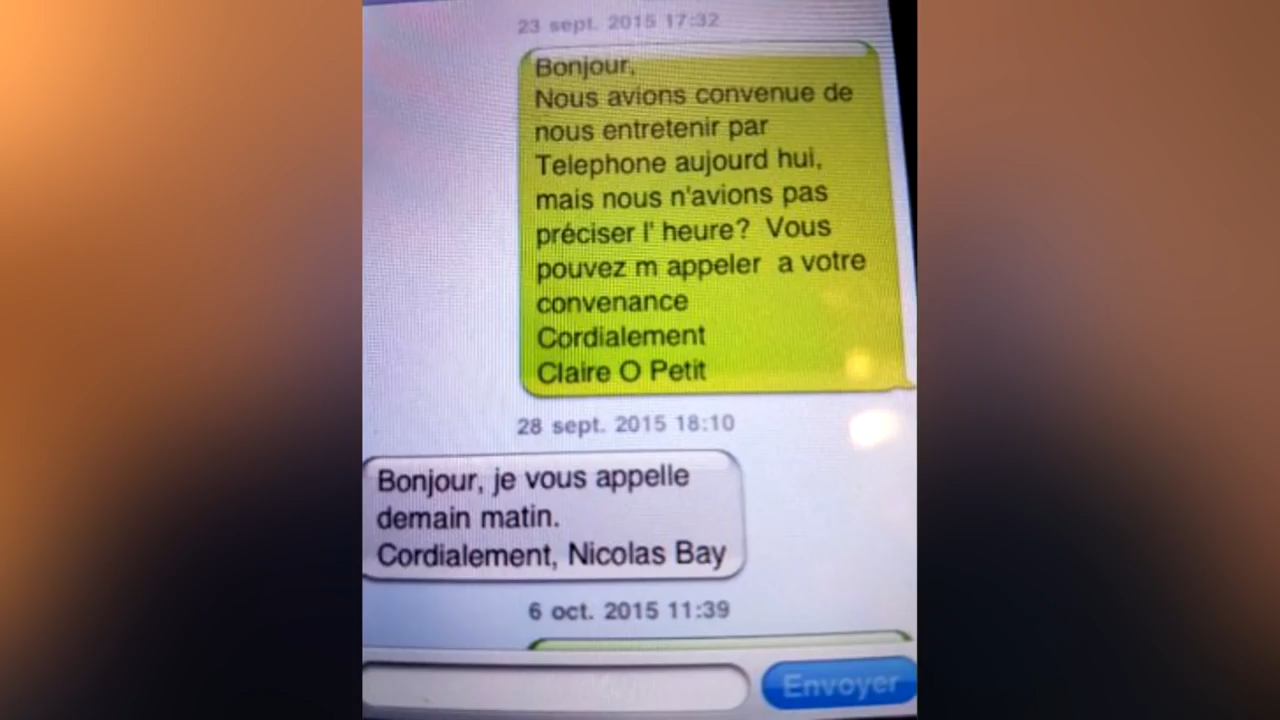 23 sept. 2015 17:32
Bonjour,
Nous avions convenue de
nous entretenir par
Telephone aujourd hui,
mais nous n'avions pas
préciser l' heure?  Vous
pouvez m appeler  a votre
convenance
Cordialement
Claire O Petit
28 sept. 2015 18:10
Bonjour, je vous appelle
demain matin.
Cordialement, Nicolas Bay
6 oct. 2015 11:39
Envoyer